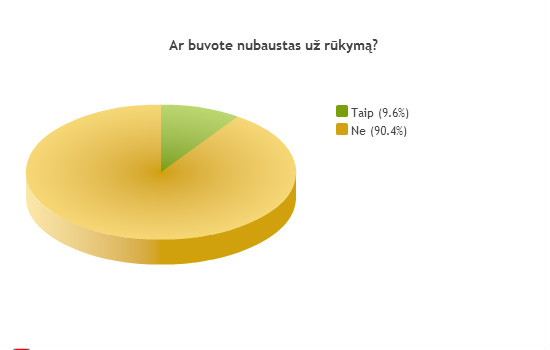 Ar buvote nubaustas už rūkymą?
Taip (9.6%)
Ne (90.4%)